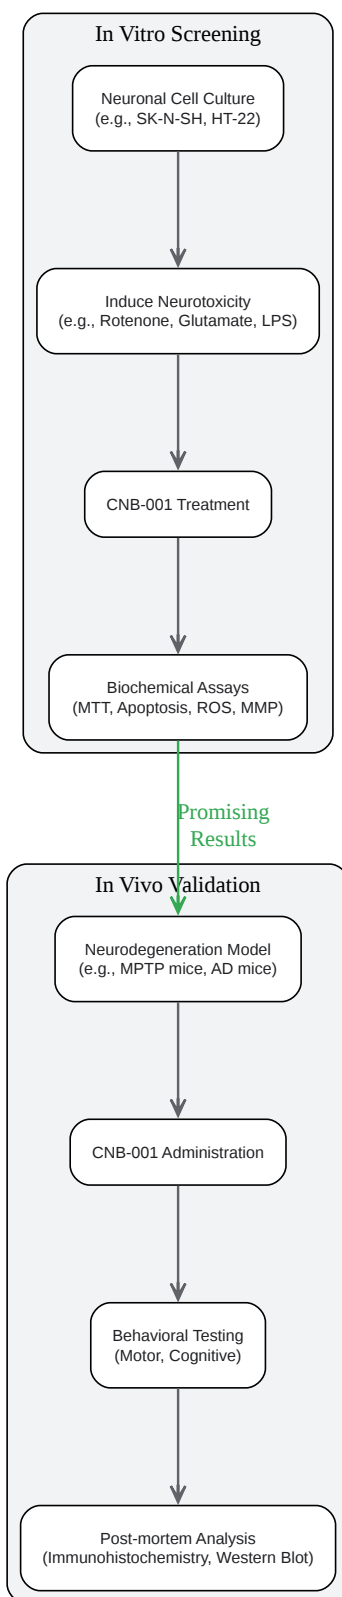 In Vitro Screening
Neuronal Cell Culture
(e.g., SK-N-SH, HT-22)
Induce Neurotoxicity
(e.g., Rotenone, Glutamate, LPS)
CNB-001 Treatment
Biochemical Assays
(MTT, Apoptosis, ROS, MMP)
Promising
Results
In Vivo Validation
Neurodegeneration Model
(e.g., MPTP mice, AD mice)
CNB-001 Administration
Behavioral Testing
(Motor, Cognitive)
Post-mortem Analysis
(Immunohistochemistry, Western Blot)